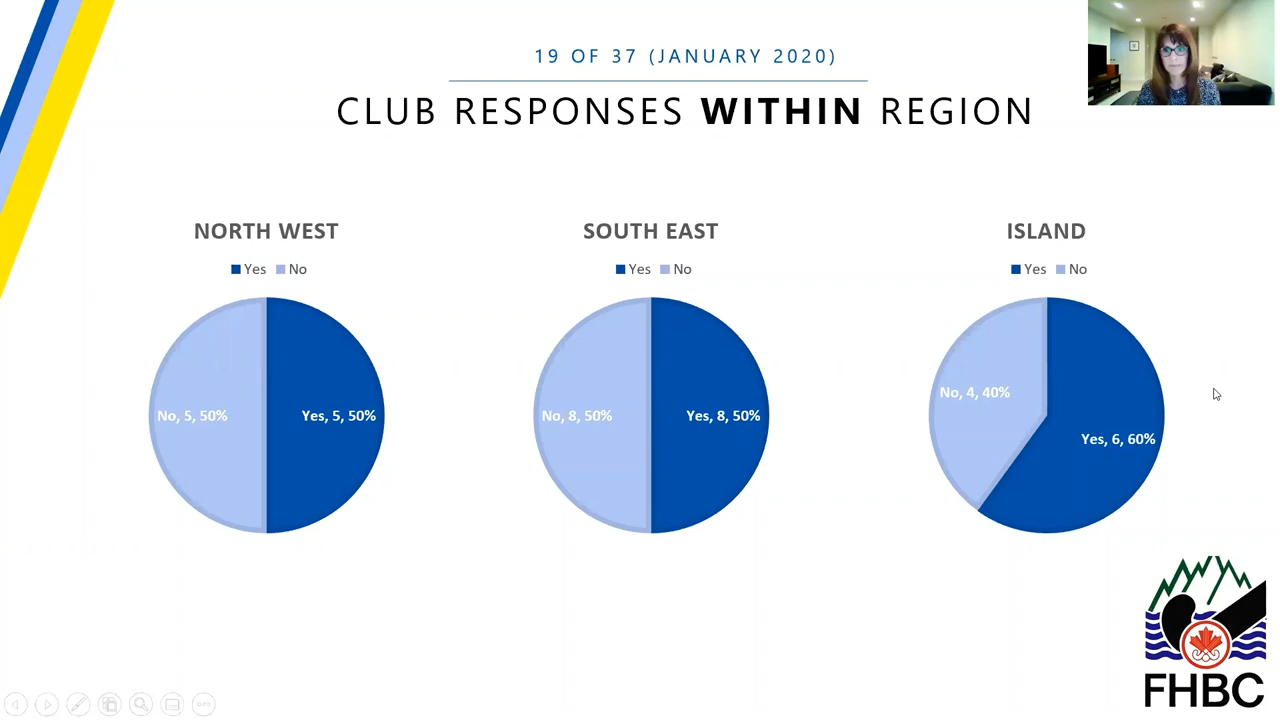 19 OF 37 (JANUARY 2020)
CLUB RESPONSES WITHIN REGION
NORTH WEST
Yes No
No, 5, 50%
Yes, 5, 50%
SOUTH EAST
Yes No
No, 8, 50%
Yes, 8, 50%
ISLAND
Yes No
No, 4, 40%
Yes, 6, 60%
FHBC